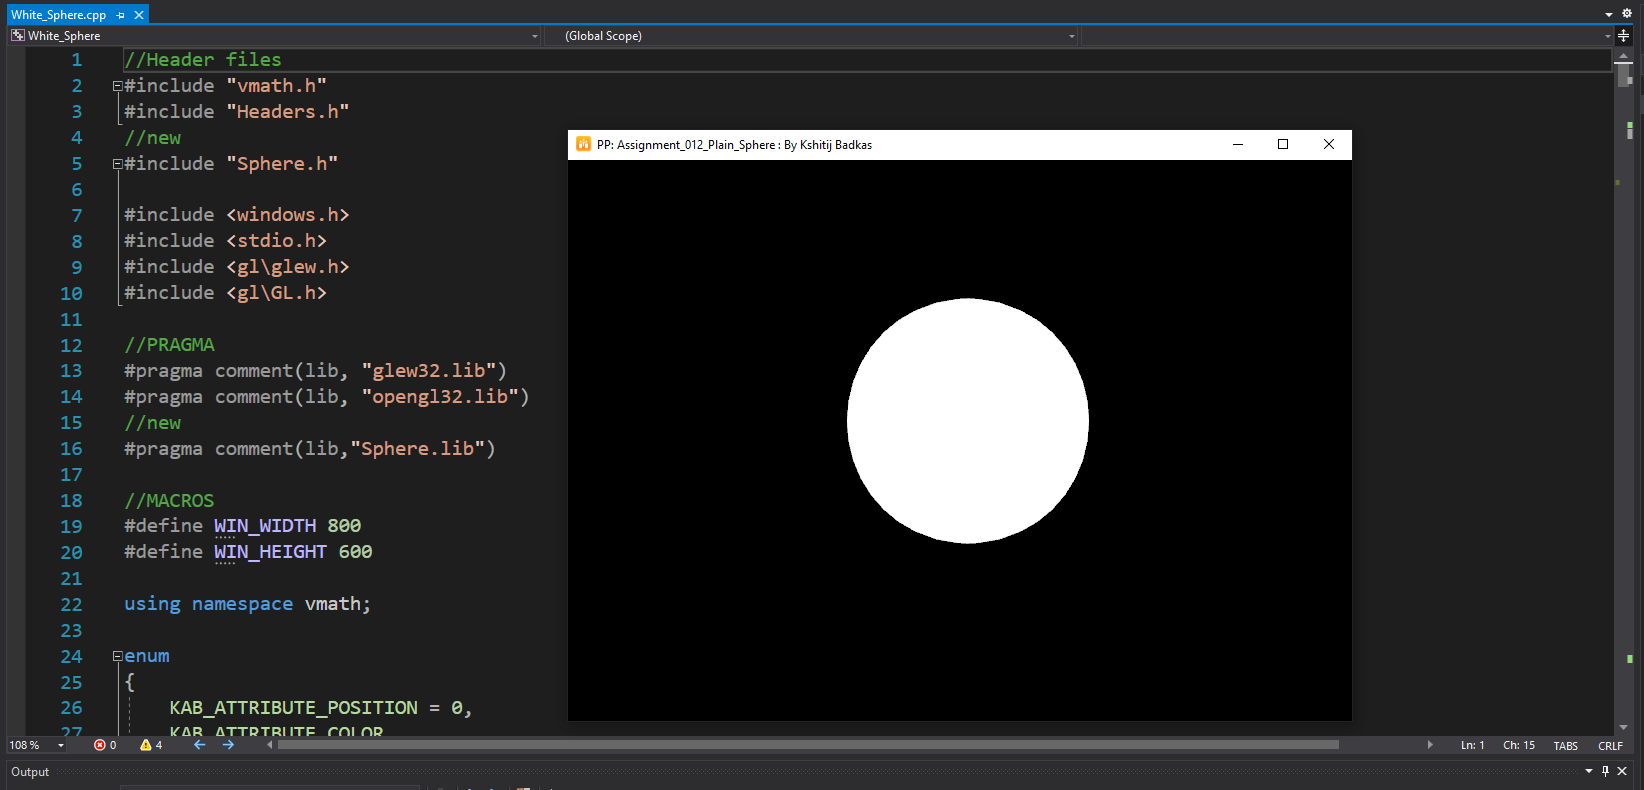 White_Sphere.cpp
White_Sphere
(Global Scope)
1 //Header files
2 #include "vmath.h"
3 #include "Headers.h"
4 //new
5 #include "Sphere.h"
6
7 #include <windows.h>
8 #include <stdio.h>
9 #include <gl\glew.h>
10 #include <gl\GL.h>
11
12 //PRAGMA
13 #pragma comment(lib, "glew32.lib")
14 #pragma comment(lib, "opengl32.lib")
15 //new
16 #pragma comment(lib,"Sphere.lib")
17
18 //MACROS
19 #define WIN_WIDTH 800
20 #define WIN_HEIGHT 600
21
22 using namespace vmath;
23
24 enum
25 {
26 KAB_ATTRIBUTE_POSITION = 0,
27 KAB_ATTRIBUTE_COLOR
PP: Assignment_012_Plain_Sphere : By Kshitij Badkas
108 % 0 4 Ln: 1 Ch: 15 TABS CRLF
Output